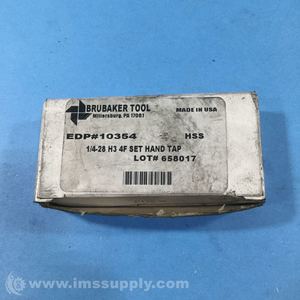 BRUBAKER TOOL
Millersburg, PA 17061
MADE IN USA
EDP#10354 HSS
1/4-28 H3 4F SET HAND TAP
LOT# 658017
© www.imssupply.com